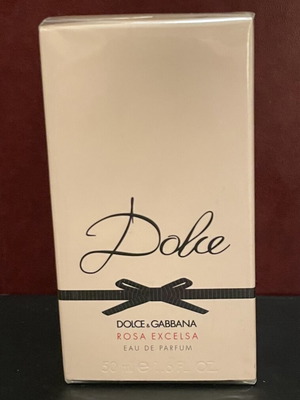 Dolce
DOLCE & GABBANA
ROSA EXCELSA
EAU DE PARFUM